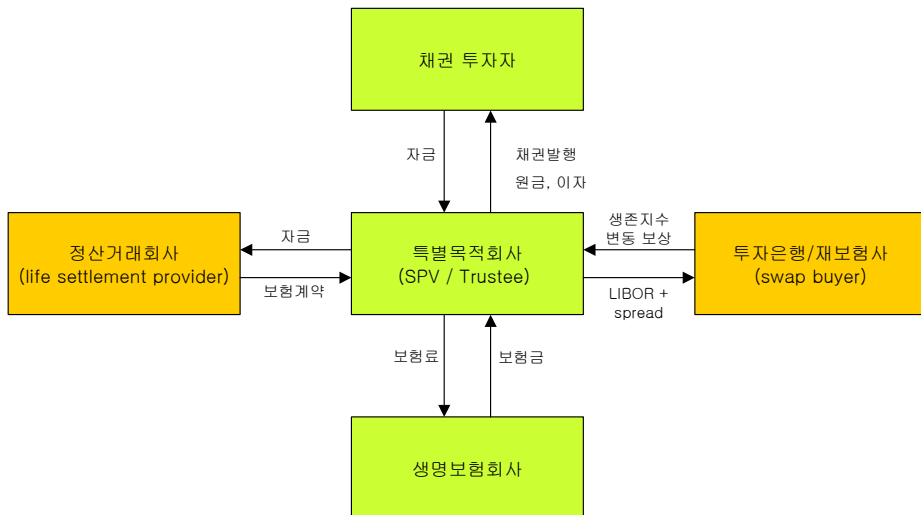 채권 투자자
자금
채권발행
원금, 이자
정산거래회사
(life settlement provider)
자금
보험계약
특별목적회사
(SPV / Trustee)
생존지수
변동 보상
LIBOR +
spread
투자은행/재보험사
(swap buyer)
보험료
보험금
생명보험회사